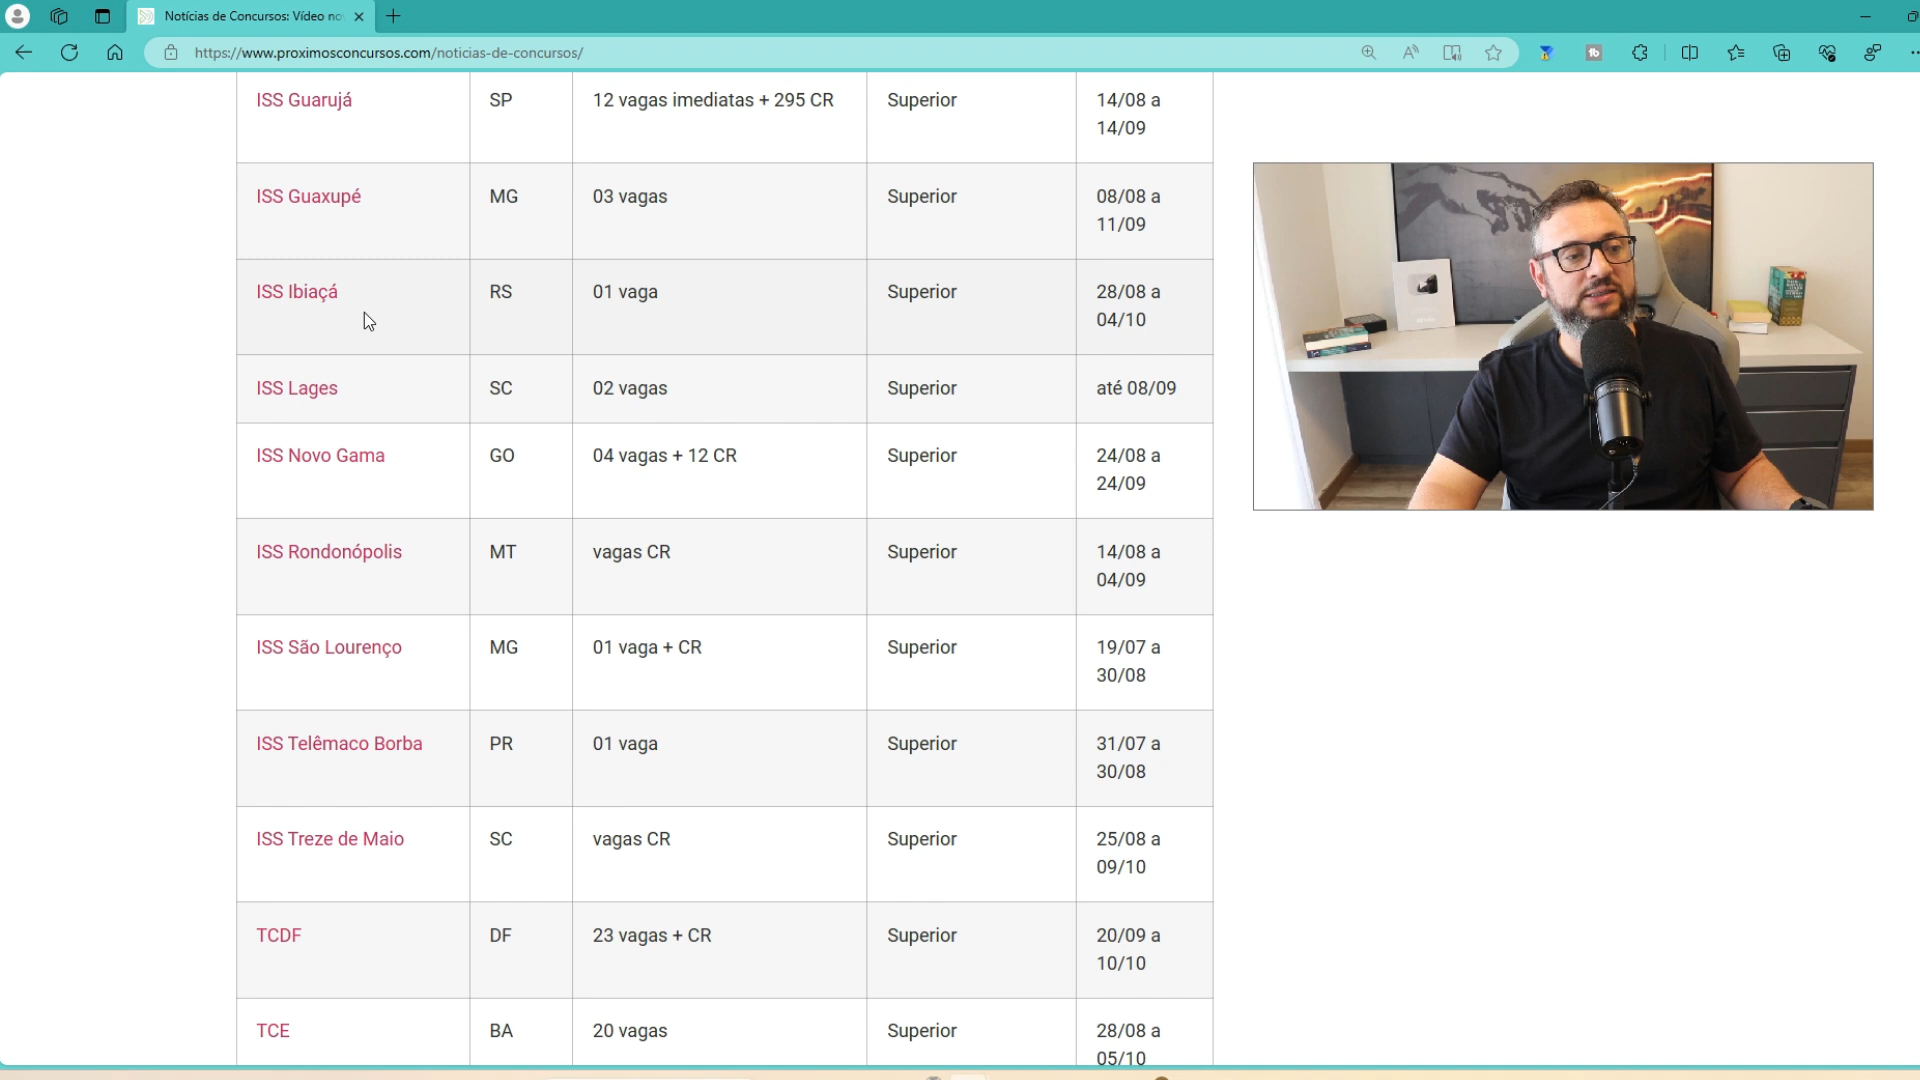 Notícias de Concursos: Vídeo no
https://www.proximosconcursos.com/noticias-de-concursos/
ISS Guarujá SP 12 vagas imediatas + 295 CR Superior 14/08 a
14/09
ISS Guaxupé MG 03 vagas Superior 08/08 a
11/09
ISS Ibiaçá RS 01 vaga Superior 28/08 a
04/10
ISS Lages SC 02 vagas Superior até 08/09
ISS Novo Gama GO 04 vagas + 12 CR Superior 24/08 a
24/09
ISS Rondonópolis MT vagas CR Superior 14/08 a
04/09
ISS São Lourenço MG 01 vaga + CR Superior 19/07 a
30/08
ISS Telêmaco Borba PR 01 vaga Superior 31/07 a
30/08
ISS Treze de Maio SC vagas CR Superior 25/08 a
09/10
TCDF DF 23 vagas + CR Superior 20/09 a
10/10
TCE BA 20 vagas Superior 28/08 a
05/10